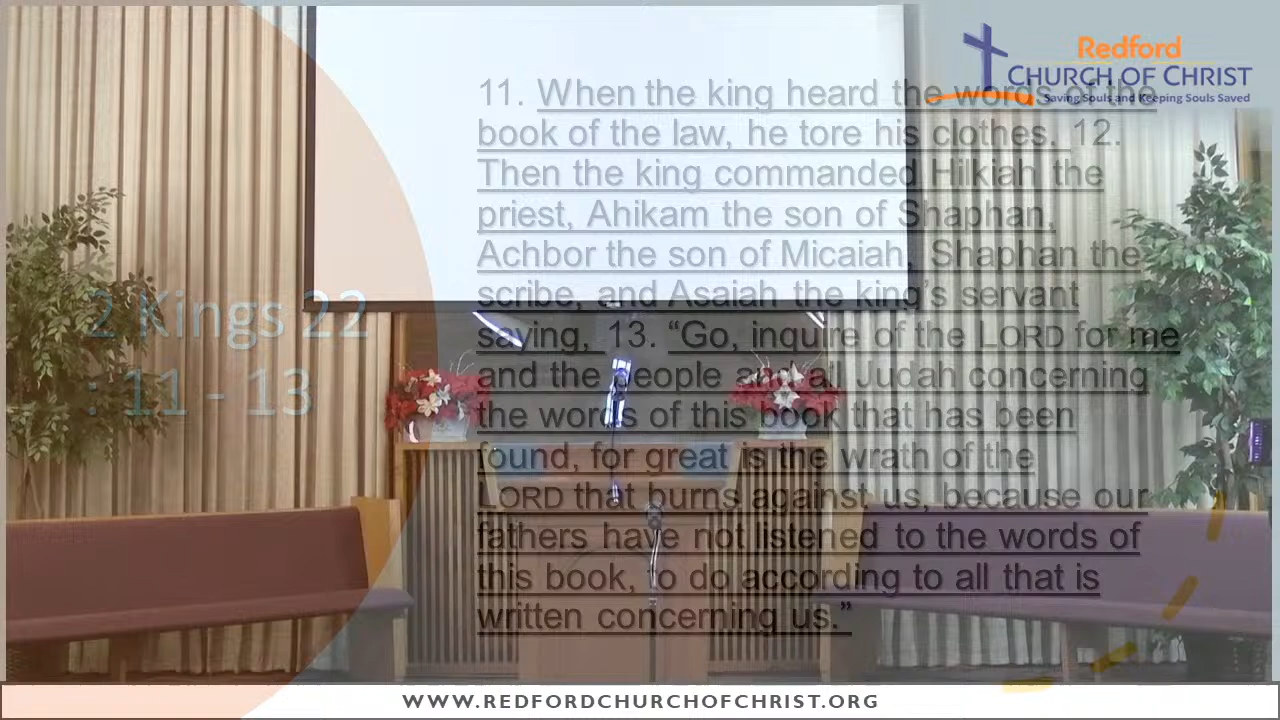 Redford
CHURCH OF CHRIST
Saving Souls and Keeping Souls Saved
11. When the king heard the words of the
book of the law, he tore his clothes. 12.
Then the king commanded Hilkiah the
priest, Ahikam the son of Shaphan,
Achbor the son of Micaiah, Shaphan the
scribe, and Asaiah the king's servant
saying, 13. “Go, inquire of the LORD for me
and the people and all Judah concerning
the words of this book that has been
found, for great is the wrath of the
LORD that burns against us, because our
fathers have not listened to the words of
this book, to do according to all that is
written concerning us.”
2 Kings 22
: 11 - 13
WWW.REDFORDCHURCHOFCHRIST.ORG